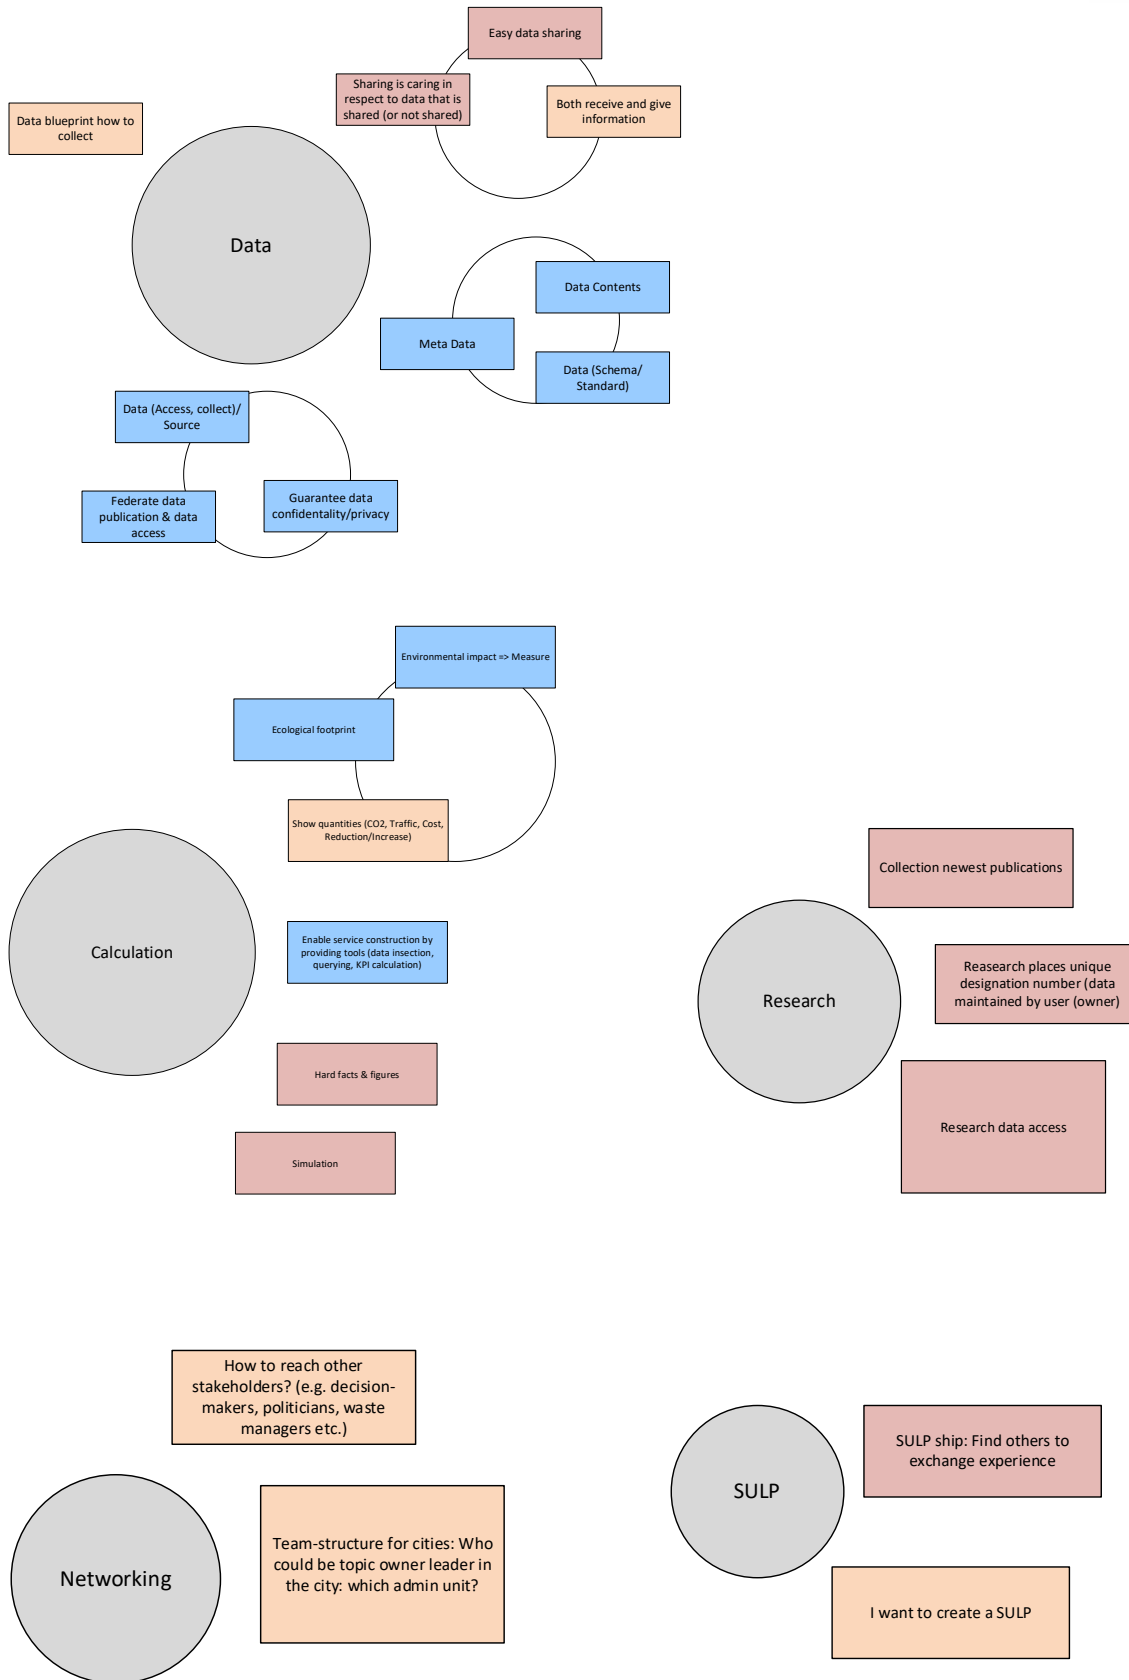 Easy data sharing
Sharing is caring in
respect to data that is
shared (or not shared)
Both receive and give
information
Data blueprint how to
collect
Data
Data Contents
Meta Data
Data (Schema/
Standard)
Data (Access, collect)/
Source
Federate data
publication & data
access
Guarantee data
confidentality/privacy
Environmental impact => Measure
Ecological footprint
Show quantities (CO2, Traffic, Cost,
Reduction/Increase)
Calculation
Enable service construction by
providing tools (data insection,
querying, KPI calculation)
Hard facts & figures
Simulation
Collection newest publications
Research
Reasearch places unique
designation number (data
maintained by user (owner)
Research data access
How to reach other
stakeholders? (e.g. decision-
makers, politicians, waste
managers etc.)
Networking
Team-structure for cities: Who
could be topic owner leader in
the city: which admin unit?
SULP
SULP ship: Find others to
exchange experience
I want to create a SULP